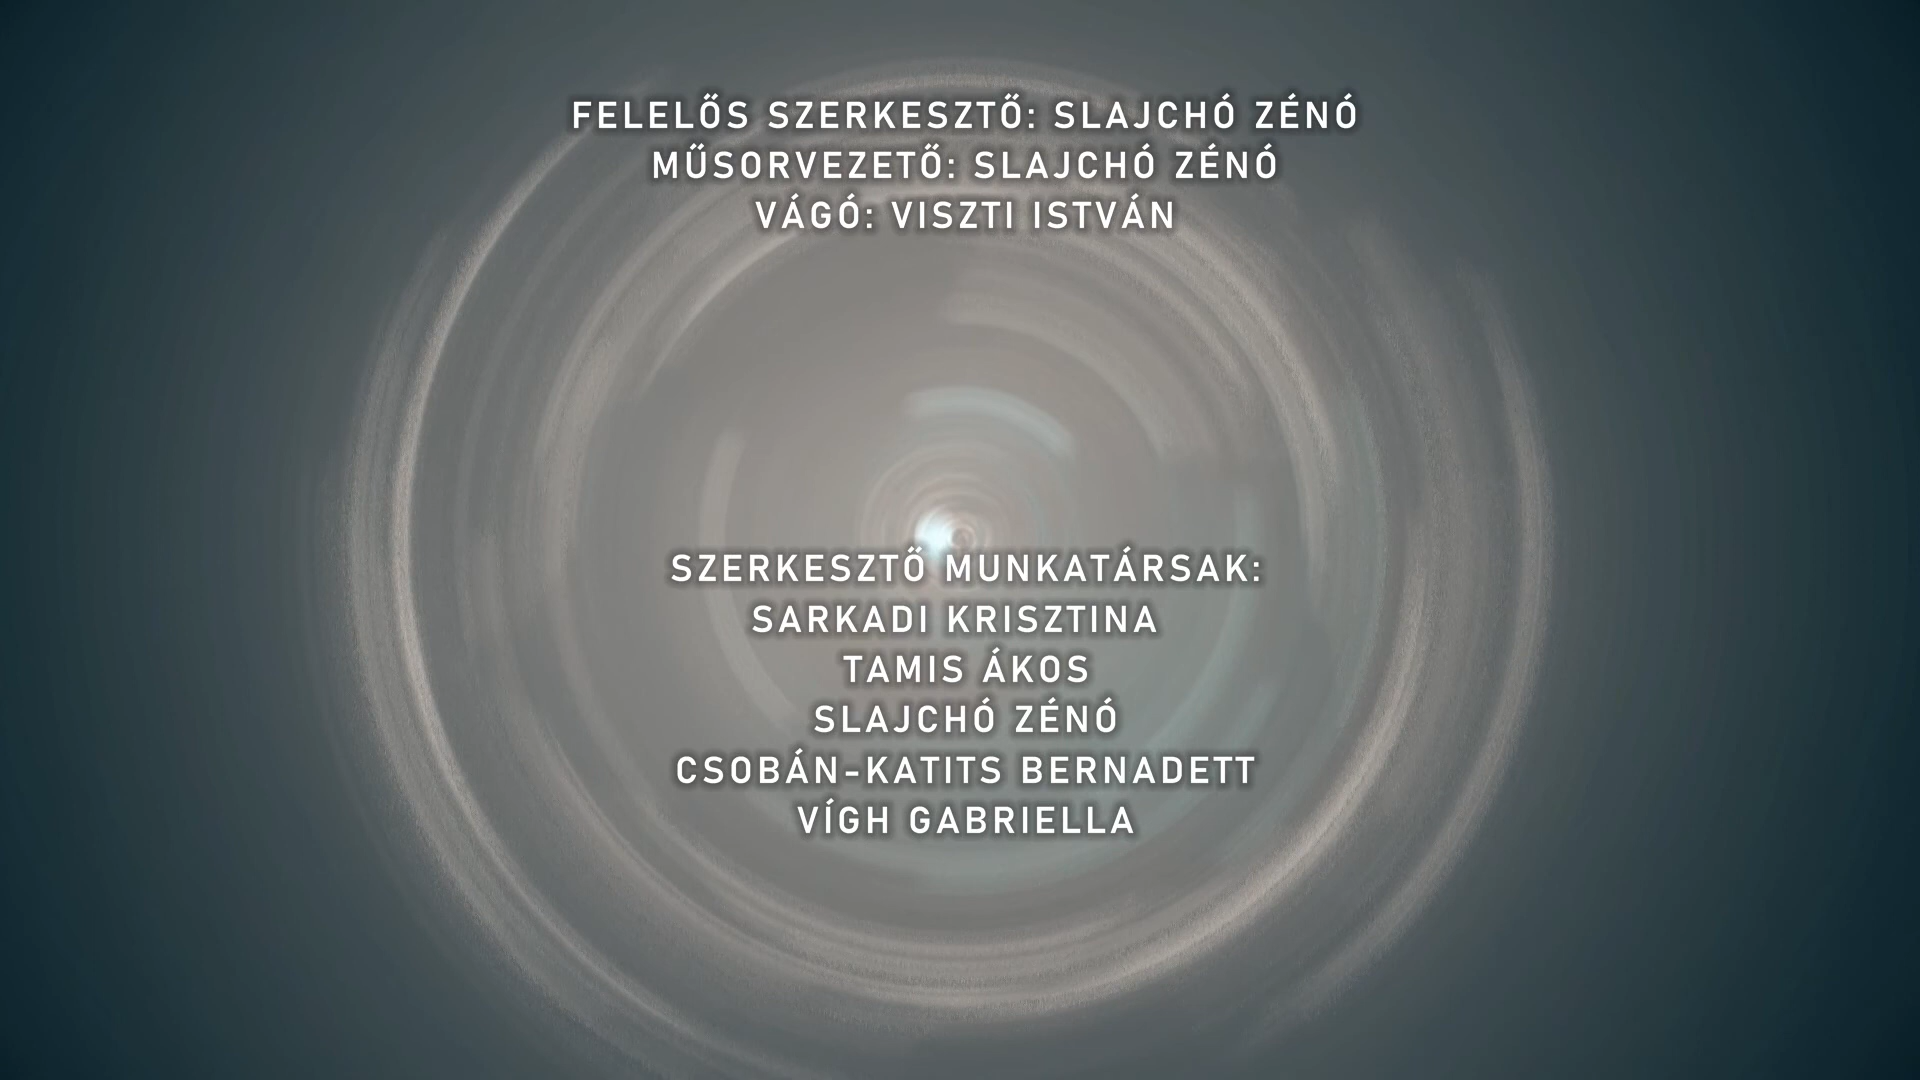 FELELŐS SZERKESZTŐ: SLAJCHÓ ZÉNÓ
MŰSORVEZETŐ: SLAJCHÓ ZÉNÓ
VÁGÓ: VISZTI ISTVÁN
SZERKESZTŐ MUNKATÁRSAK:
SARKADI KRISZTINA
TAMIS ÁKOS
SLAJCHÓ ZÉNÓ
CSOBÁN-KATITS BERNADETT
VÍGH GABRIELLA